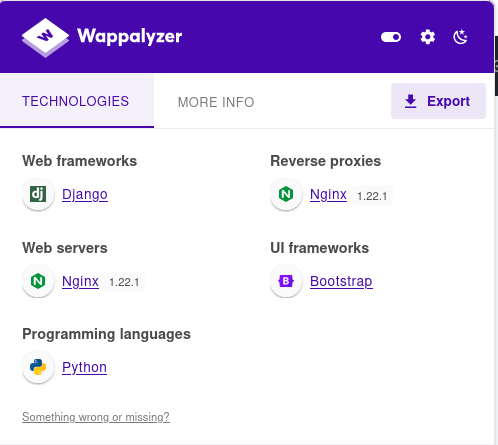 Wappalyzer
TECHNOLOGIES
MORE INFO
Export
Web frameworks
dj Django
Web servers
N Nginx 1.22.1
Programming languages
Python
Reverse proxies
N Nginx 1.22.1
UI frameworks
B Bootstrap
Something wrong or missing?